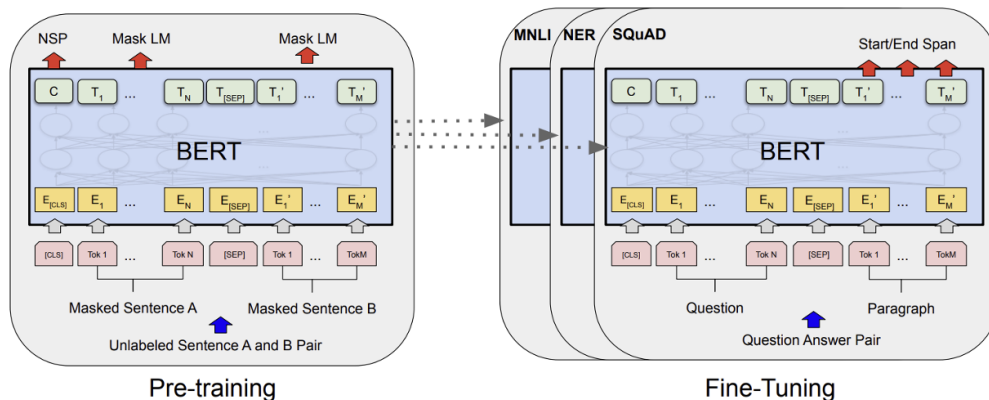 NSP Mask LM Mask LM
C T1 ... TN T[SEP] T1' ... TM'
BERT
E[CLS] E1 ... EN E[SEP] E1' ... EM'
[CLS] Tok 1 ... Tok N [SEP] Tok 1 ... TokM
Masked Sentence A Masked Sentence B
Unlabeled Sentence A and B Pair
Pre-training
MNLI NER SQuAD
Start/End Span
C T1 ... TN T[SEP] T1' ... TM'
BERT
E[CLS] E1 ... EN E[SEP] E1' ... EM'
[CLS] Tok 1 ... Tok N [SEP] Tok 1 ... TokM
Question Paragraph
Question Answer Pair
Fine-Tuning